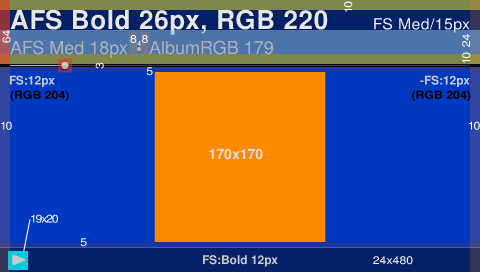 10
AFS Bold 26px, RGB 220
FS Med/15px
64
AFS Med 18px
8,8
AlbumRGB 179
10 24
3
5
FS:12px
-FS:12px
(RGB 204)
(RGB 204)
10
10
170x170
19x20
5
FS:Bold 12px
24x480